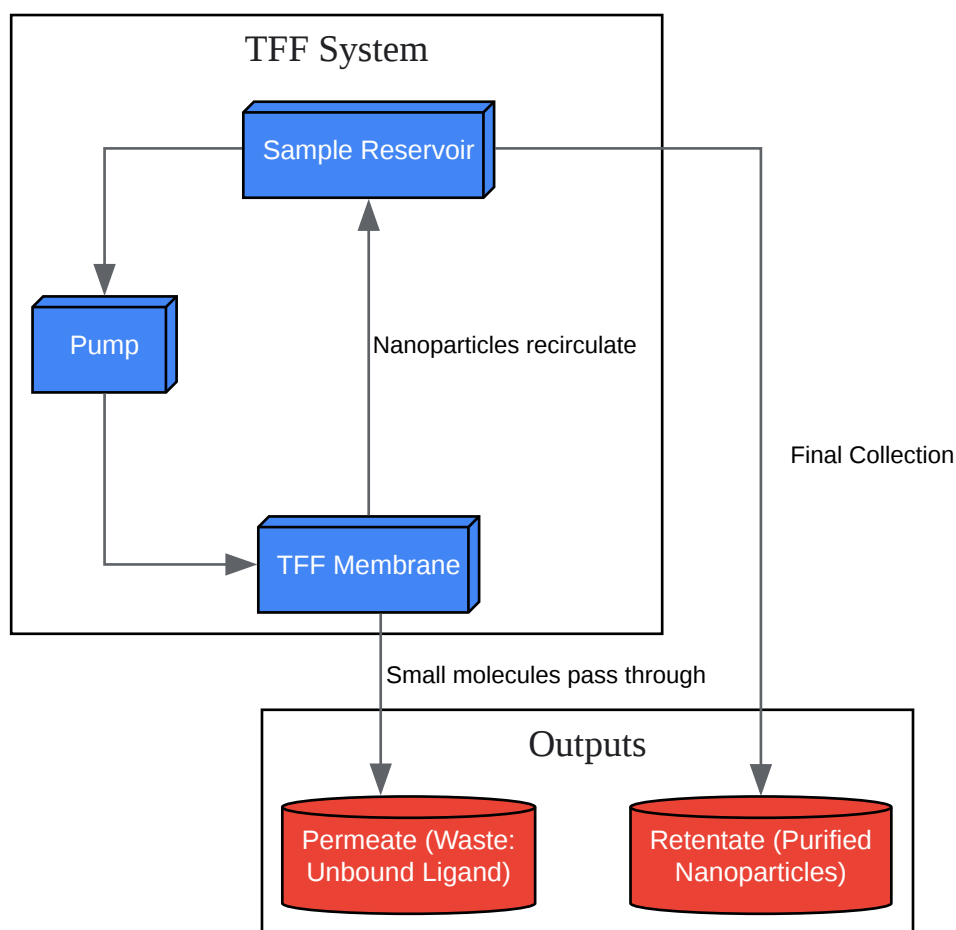 TFF System
Sample Reservoir
Pump
Nanoparticles recirculate
Final Collection
TFF Membrane
Small molecules pass through
Outputs
Permeate (Waste:
Unbound Ligand)
Retentate (Purified
Nanoparticles)